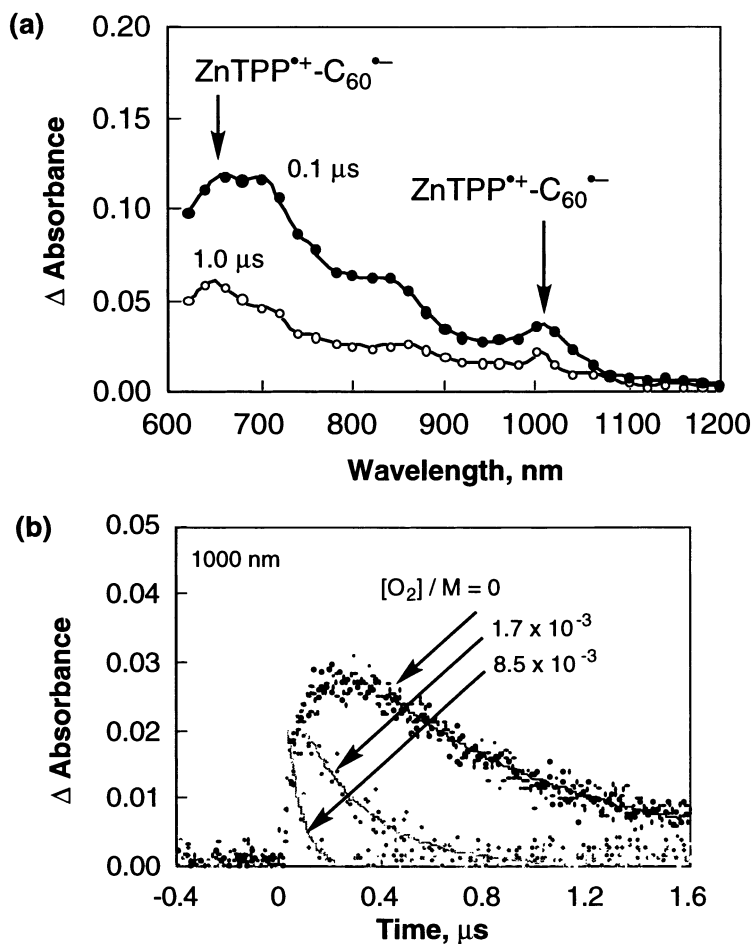 (a)
0.20
0.15
0.10
0.05
0.00
Δ Absorbance
ZnTPP•+-C60•–
0.1 μs
ZnTPP•+-C60•–
1.0 μs
600 700 800 900 1000 1100 1200
Wavelength, nm
(b)
0.05
0.04
0.03
0.02
0.01
0.00
Δ Absorbance
1000 nm
[O2] / M = 0
1.7 x 10-3
8.5 x 10-3
-0.4 0 0.4 0.8 1.2 1.6
Time, μs